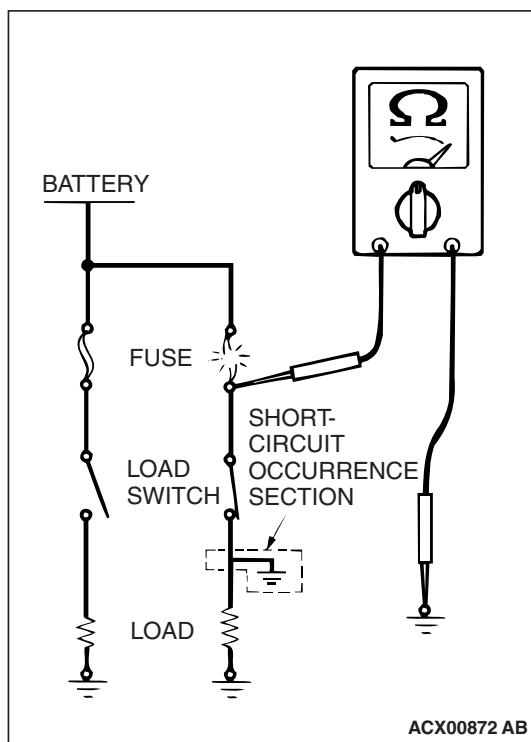 Ω
BATTERY
FUSE
SHORT-
CIRCUIT
OCCURRENCE
SECTION
LOAD
SWITCH
LOAD
ACX00872 AB